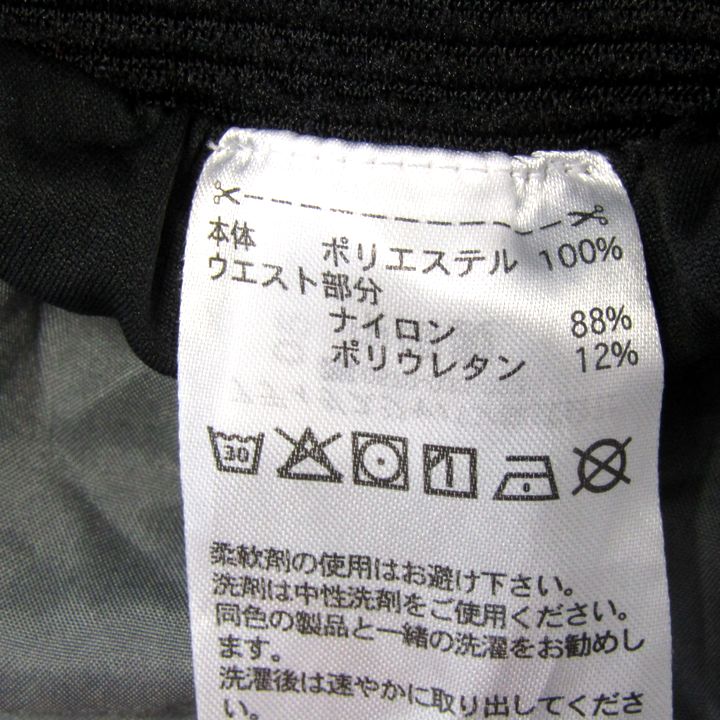 本体
ポリエステル 100%
ウエスト部分
ナイロン 88%
ポリウレタン 12%
30
柔軟剤の使用はお避け下さい。
洗剤は中性洗剤をご使用ください。
同色の製品と一緒の洗濯をお勧めし
ます。
洗濯後は速やかに取り出してくださ
い。